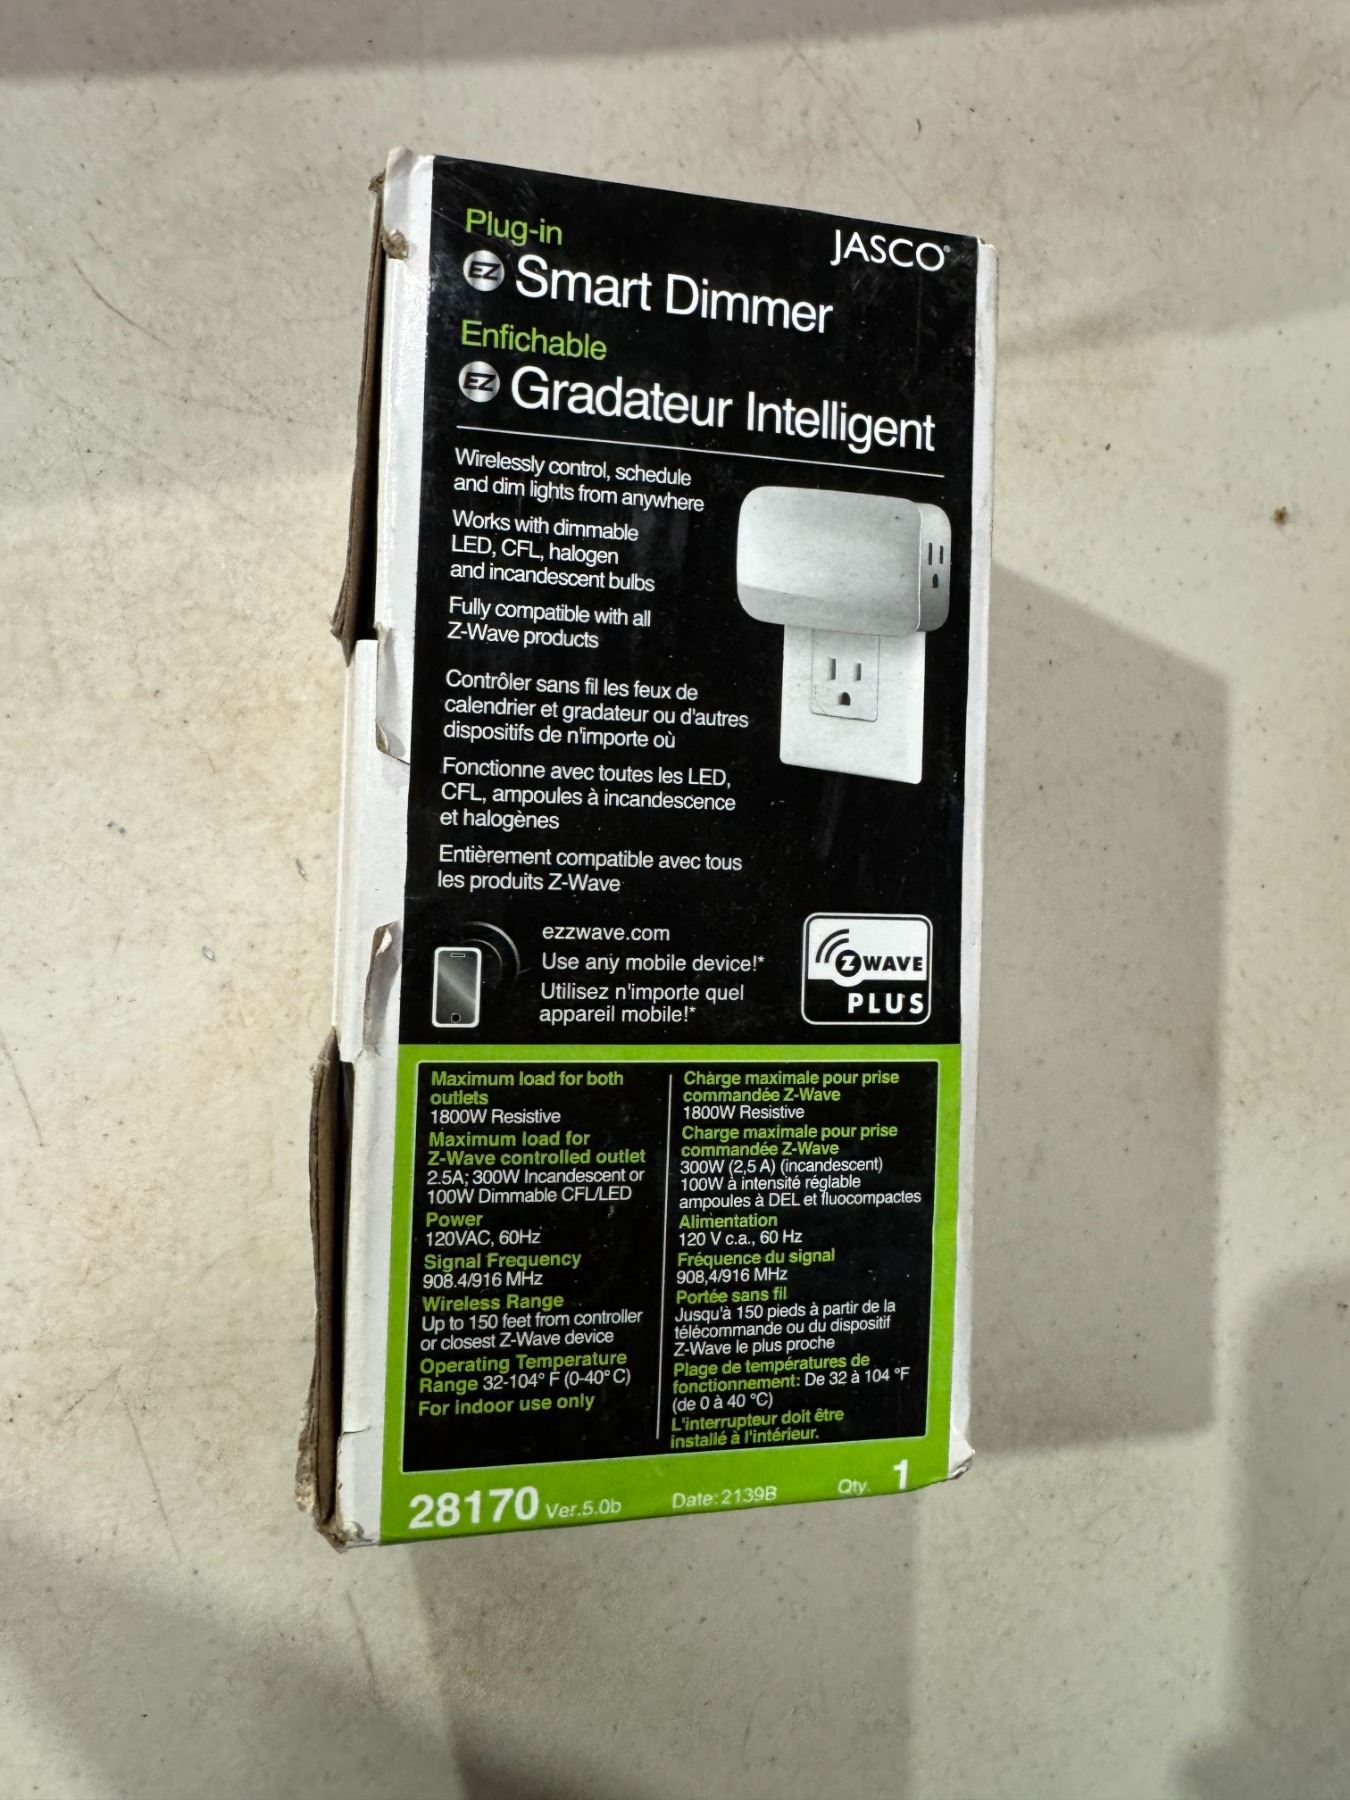 Plug-in
JASCO®
EZ Smart Dimmer
Enfichable
EZ Gradateur Intelligent
Wirelessly control, schedule
and dim lights from anywhere
Works with dimmable
LED, CFL, halogen
and incandescent bulbs
Fully compatible with all
Z-Wave products
Contrôler sans fil les feux de
calendrier et gradateur ou d'autres
dispositifs de n'importe où
Fonctionne avec toutes les LED,
CFL, ampoules à incandescence
et halogènes
Entièrement compatible avec tous
les produits Z-Wave
ezzwave.com
Use any mobile device!*
Utilisez n'importe quel
appareil mobile!*
Z WAVE
PLUS
Maximum load for both
outlets
1800W Resistive
Maximum load for
Z-Wave controlled outlet
2.5A; 300W Incandescent or
100W Dimmable CFL/LED
Power
120VAC, 60Hz
Signal Frequency
908.4/916 MHz
Wireless Range
Up to 150 feet from controller
or closest Z-Wave device
Operating Temperature
Range 32-104° F (0-40° C)
For indoor use only
Charge maximale pour prise
commandée Z-Wave
1800W Resistive
Charge maximale pour prise
commandée Z-Wave
300W (2,5 A) (incandescent)
100W à intensité réglable
ampoules à DEL et fluocompactes
Alimentation
120 V c.a., 60 Hz
Fréquence du signal
908,4/916 MHz
Portée sans fil
Jusqu'à 150 pieds à partir de la
télécommande ou du dispositif
Z-Wave le plus proche
Plage de températures de
fonctionnement: De 32 à 104 °F
(de 0 à 40 °C)
L'interrupteur doit être
installé à l'intérieur.
28170 Ver.5.0b Date:2139B Qty. 1